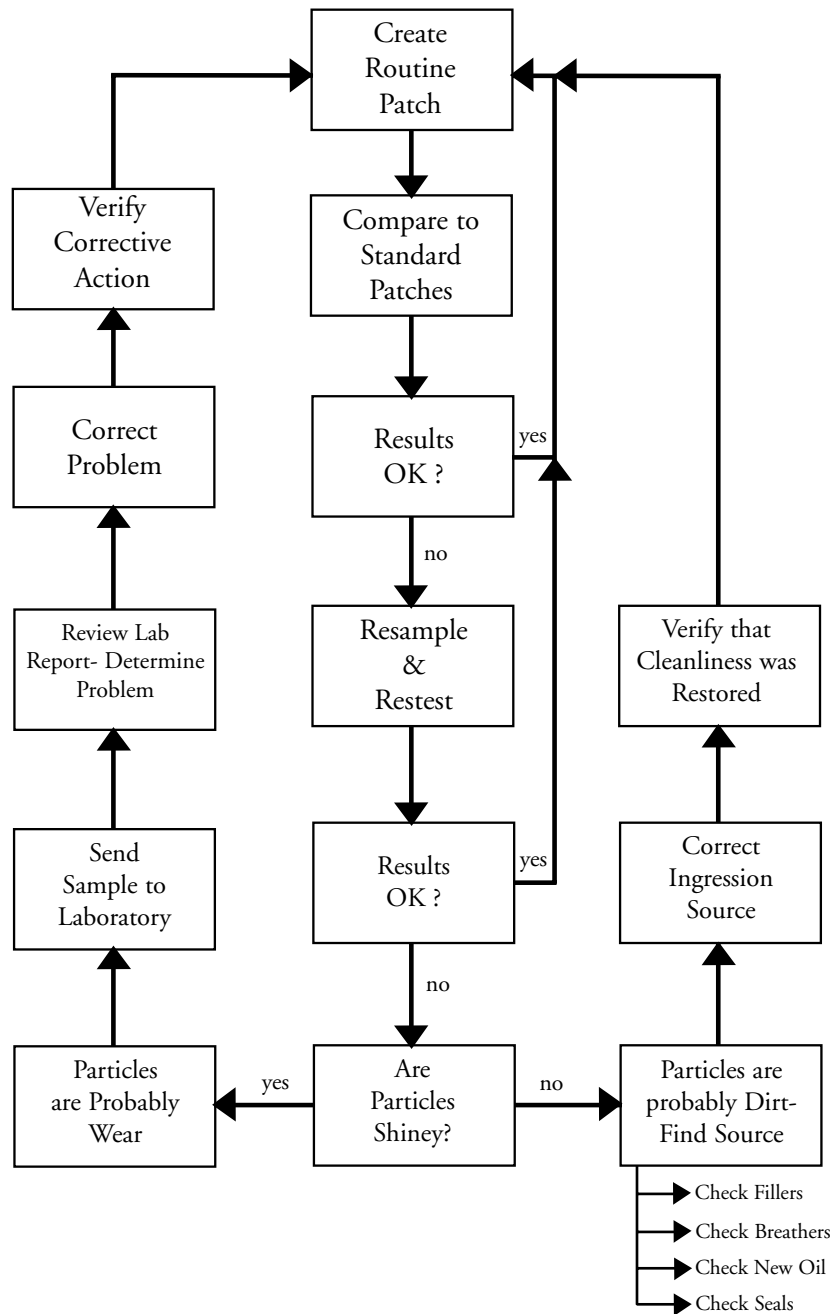 Create
Routine
Patch
Compare to
Standard
Patches
Results
OK ?
yes
no
Resample
&
Restest
Results
OK ?
yes
no
Are
Particles
Shiney?
yes
no
Particles
are Probably
Wear
Send
Sample to
Laboratory
Review Lab
Report- Determine
Problem
Correct
Problem
Verify
Corrective
Action
Particles are
probably Dirt-
Find Source
Check Fillers
Check Breathers
Check New Oil
Check Seals
Correct
Ingression
Source
Verify that
Cleanliness was
Restored